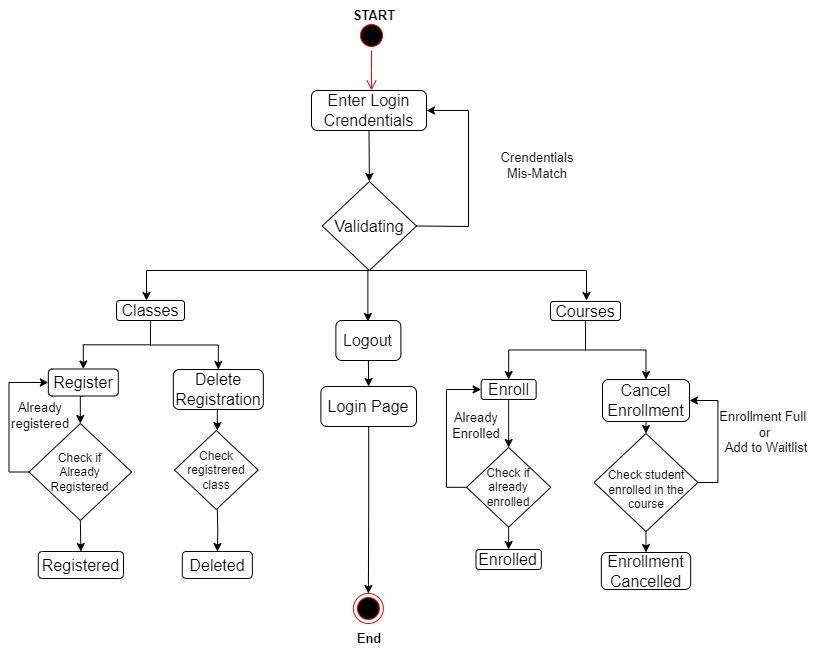 START
Enter Login
Crendentials
Crendentials
Mis-Match
Validating
Classes
Logout
Courses
Register
Delete
Registration
Login Page
Enroll
Cancel
Enrollment
Already
registered
Already
Enrolled
Enrollment Full
or
Add to Waitlist
Check if
Already
Registered
Check
registrered
class
Check if
already
enrolled
Check student
enrolled in the
course
Registered
Deleted
Enrolled
Enrollment
Cancelled
End